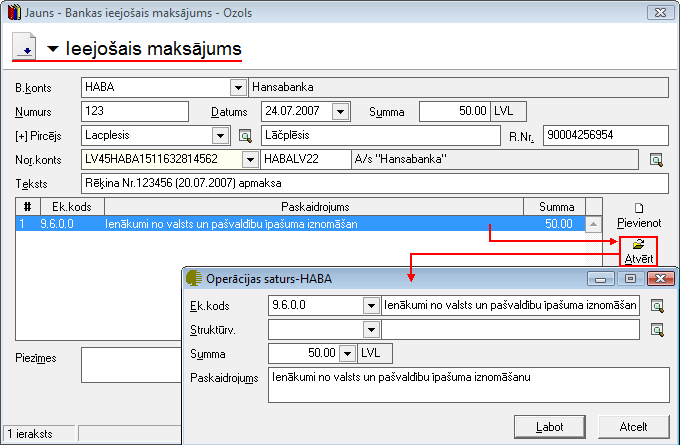 Jauns - Bankas ieejošais maksājums - Ozols
Ieejošais maksājums
B.konts HABA Hansabanka
Numurs 123 Datums 24.07.2007 Summa 50.00 LVL
[+] Pircējs Lacplesis Lāčplēsis R.Nr. 90004256954
Nor.konts LV45HABA1511632814562 HABALV22 A/s "Hansabanka"
Teksts Rēķina Nr.123456 (20.07.2007) apmaksa
# Ek.kods Paskaidrojums Summa
1 9.6.0.0 Ienākumi no valsts un pašvaldību īpašuma iznomāšan 50.00
Pievienot
Atvērt
Piezīmes
1 ieraksts
Operācijas saturs-HABA
Ek.kods 9.6.0.0 Ienākumi no valsts un pašvaldību īpašuma iznomāšan
Struktūrv.
Summa 50.00 LVL
Paskaidrojums Ienākumi no valsts un pašvaldību īpašuma iznomāšanu
Labot Atcelt